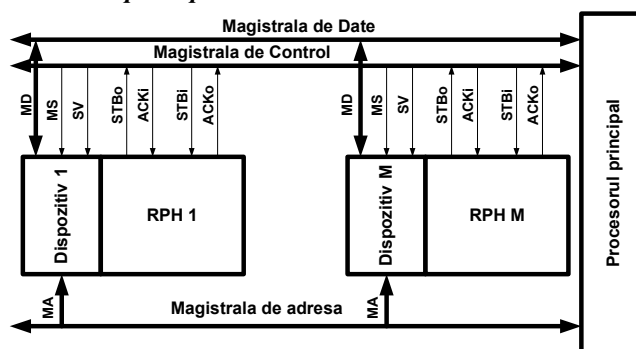 Magistrala de Date
Magistrala de Control
MD
MS
SV
STBo
ACKi
STBi
ACKo
MD
MS
SV
STBo
ACKi
STBi
ACKo
Dispozitiv 1
RPH 1
Dispozitiv M
RPH M
Procesorul principal
MA
Magistrala de adresa
MA